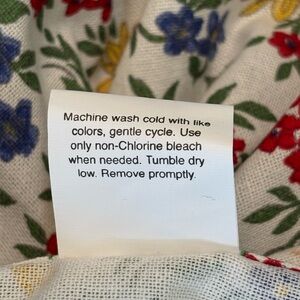 Machine wash cold with like
colors, gentle cycle. Use
only non-Chlorine bleach
when needed. Tumble dry
low. Remove promptly.